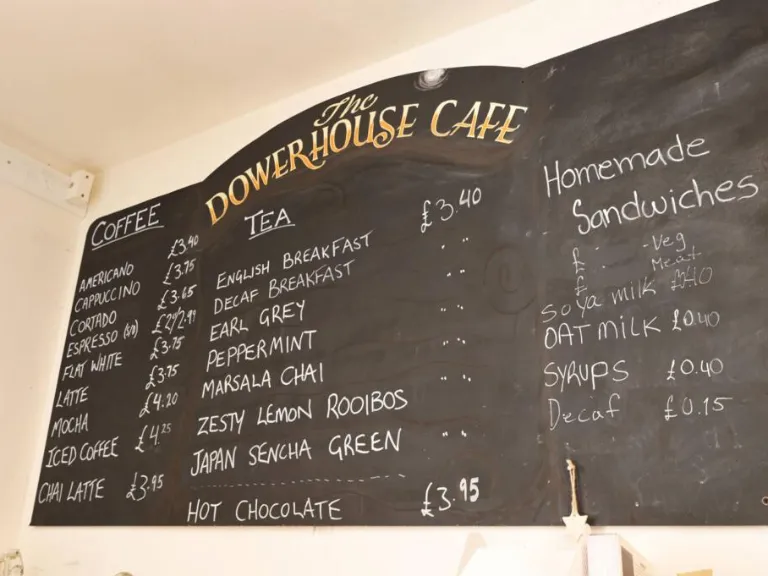 The
DOWERHOUSE CAFE
COFFEE
AMERICANO £3.40
CAPPUCCINO £3.75
CORTADO £3.65
ESPRESSO
FLAT WHITE £3.75
LATTE £3.75
MOCHA £4.20
ICED COFFEE £4.25
CHAI LATTE £3.95
TEA £3.40
ENGLISH BREAKFAST " "
DECAF BREAKFAST " "
EARL GREY " "
PEPPERMINT " "
MARSALA CHAI " "
ZESTY LEMON ROOIBOS
JAPAN SENCHA GREEN " "
HOT CHOCOLATE £3.95
Homemade
Sandwiches
£ - Veg
£ Meat
Soya milk
OAT MILK £0.40
SYRUPS £0.40
Decaf £0.15